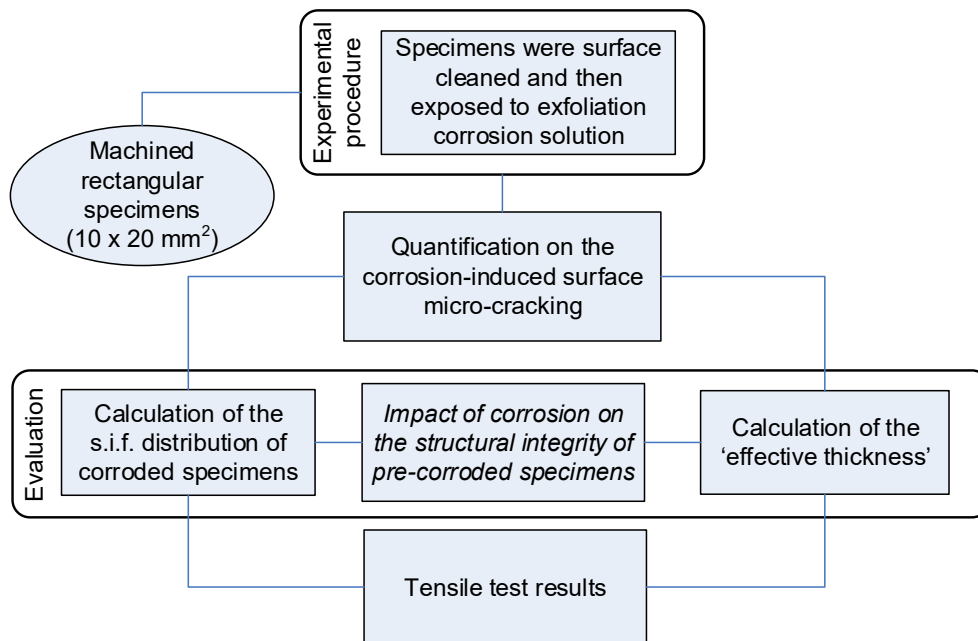 Experimental
procedure
Specimens were surface
cleaned and then
exposed to exfoliation
corrosion solution
Machined
rectangular
specimens
(10 x 20 mm²)
Quantification on the
corrosion-induced surface
micro-cracking
Evaluation
Calculation of the
s.i.f. distribution of
corroded specimens
Impact of corrosion on
the structural integrity of
pre-corroded specimens
Calculation of the
‘effective thickness’
Tensile test results